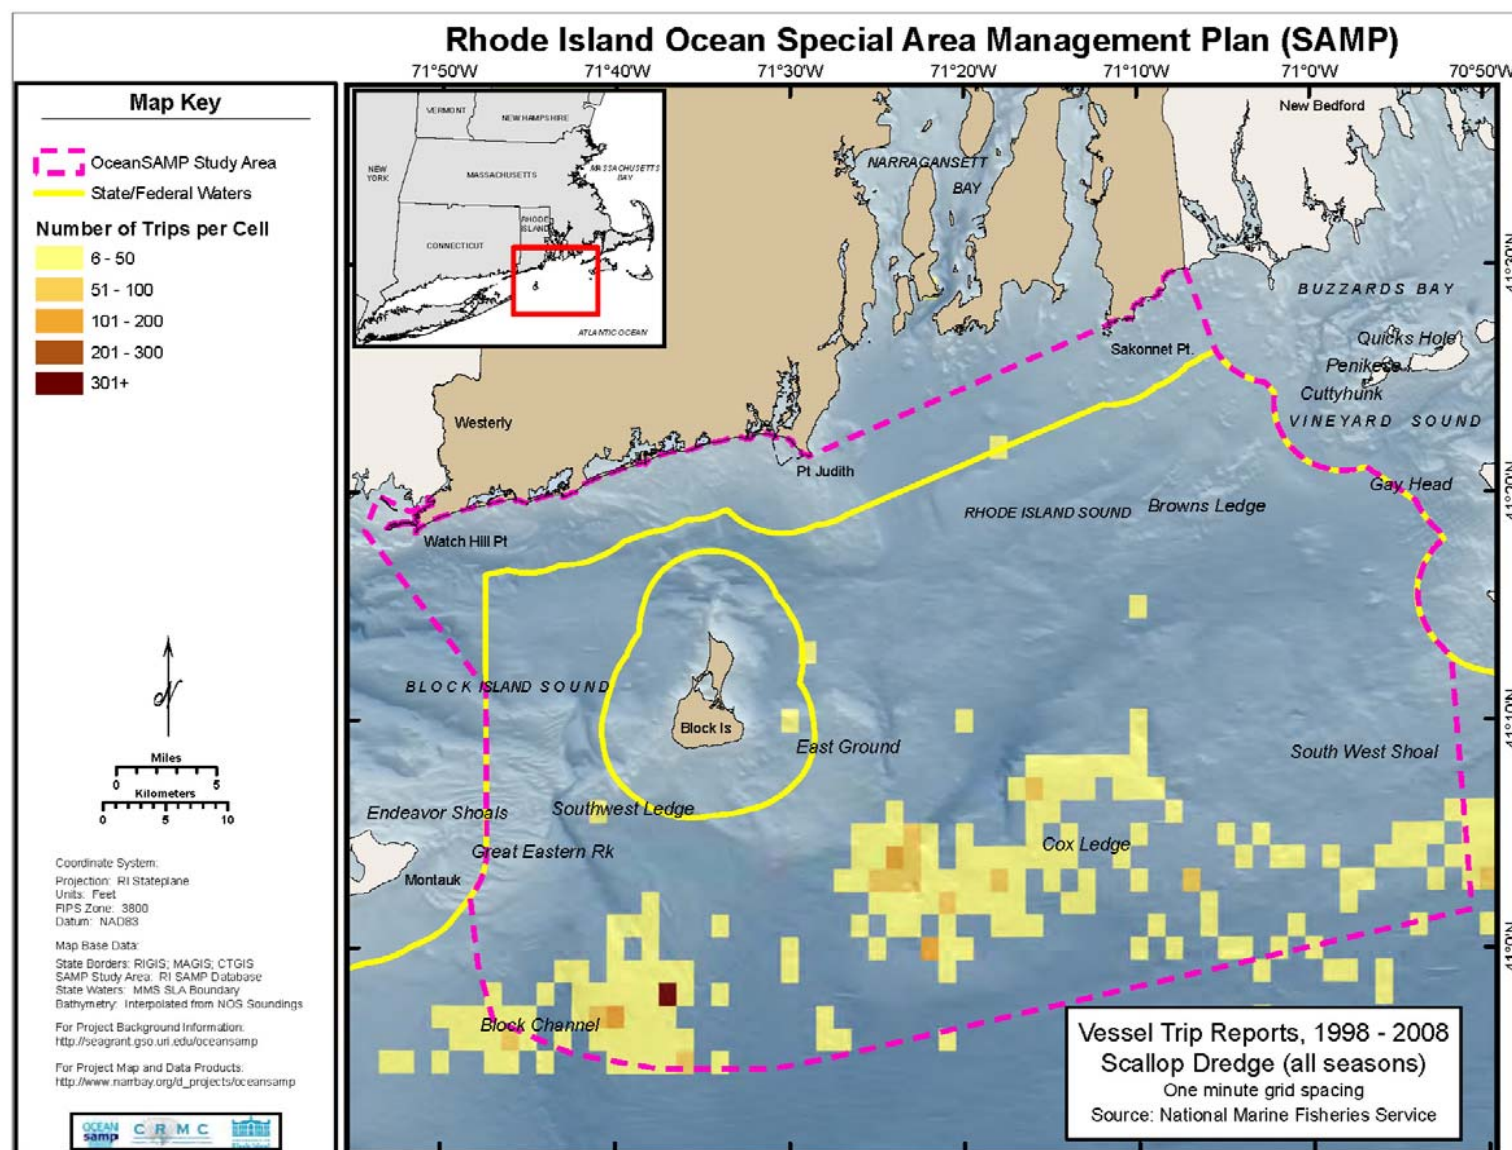 Rhode Island Ocean Special Area Management Plan (SAMP)
71°50'W 71°40'W 71°30'W 71°20'W 71°10'W 71°0'W 70°50'W
Map Key
OceanSAMP Study Area
State/Federal Waters
Number of Trips per Cell
6 - 50
51 - 100
101 - 200
201 - 300
301+
N
Miles
0 5
Kilometers
0 5 10
Coordinate System:
Projection: RI Stateplane
Units: Feet
FIPS Zone: 3800
Datum: NAD83
Map Base Data:
State Borders: RIGIS; MAGIS; CTGIS
SAMP Study Area: RI SAMP Database
State Waters: MMS SLA Boundary
Bathymetry: Interpolated from NOS Soundings
For Project Background Information:
http://seagrant.gso.uri.edu/oceansamp
For Project Map and Data Products:
http://www.narrbay.org/d_projects/oceansamp
OCEAN
samp
CRMC
VERMONT
NEW HAMPSHIRE
NEW
YORK
MASSACHUSETTS
MASSACHUSETTS
BAY
RHODE
ISLAND
CONNECTICUT
ATLANTIC OCEAN
New Bedford
NARRAGANSETT
BAY
41°30'N
BUZZARDS BAY
Quicks Hole
Sakonnet Pt.
Penikese I
Cuttyhunk
Westerly
VINEYARD SOUND
Pt Judith
Gay Head
41°20'N
Browns Ledge
RHODE ISLAND SOUND
Watch Hill Pt
BLOCK ISLAND SOUND
Block Is
41°10'N
East Ground
South West Shoal
Endeavor Shoals
Southwest Ledge
Cox Ledge
Great Eastern Rk
Montauk
41°0'N
Block Channel
Vessel Trip Reports, 1998 - 2008
Scallop Dredge (all seasons)
One minute grid spacing
Source: National Marine Fisheries Service